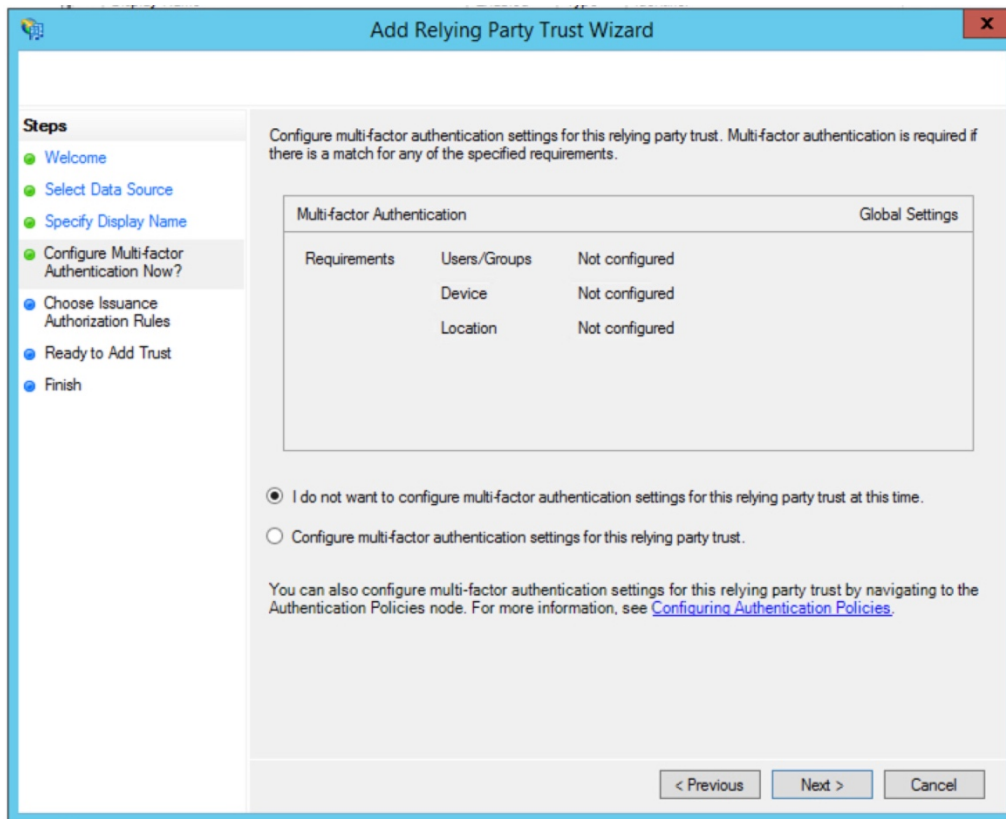 Add Relying Party Trust Wizard
x
Steps
Welcome
Select Data Source
Specify Display Name
Configure Multi-factor
Authentication Now?
Choose Issuance
Authorization Rules
Ready to Add Trust
Finish
Configure multi-factor authentication settings for this relying party trust. Multi-factor authentication is required if
there is a match for any of the specified requirements.
Multi-factor Authentication Global Settings
Requirements Users/Groups Not configured
Device Not configured
Location Not configured
I do not want to configure multi-factor authentication settings for this relying party trust at this time.
Configure multi-factor authentication settings for this relying party trust.
You can also configure multi-factor authentication settings for this relying party trust by navigating to the
Authentication Policies node. For more information, see Configuring Authentication Policies.
< Previous Next > Cancel